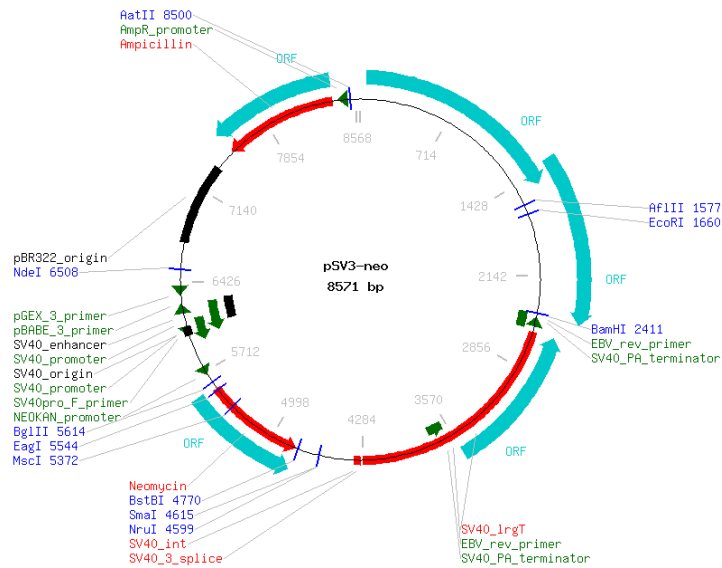 AatII 8500
AmpR_promoter
Ampicillin
ORF
8568
714
ORF
7854
1428
7140
AflII 1577
EcoRI 1660
pBR322_origin
NdeI 6508
pSV3-neo
8571 bp
6426
2142
pGEX_3_primer
pBABE_3_primer
SV40_enhancer
SV40_promoter
SV40_origin
SV40_promoter
SV40pro_F_primer
NEOKAN_promoter
BglII 5614
EagI 5544
MscI 5372
BamHI 2411
EBV_rev_primer
SV40_PA_terminator
5712
2856
4998
3570
4284
ORF
ORF
Neomycin
BstBI 4770
SmaI 4615
NruI 4599
SV40_int
SV40_3_splice
SV40_lrgT
EBV_rev_primer
SV40_PA_terminator